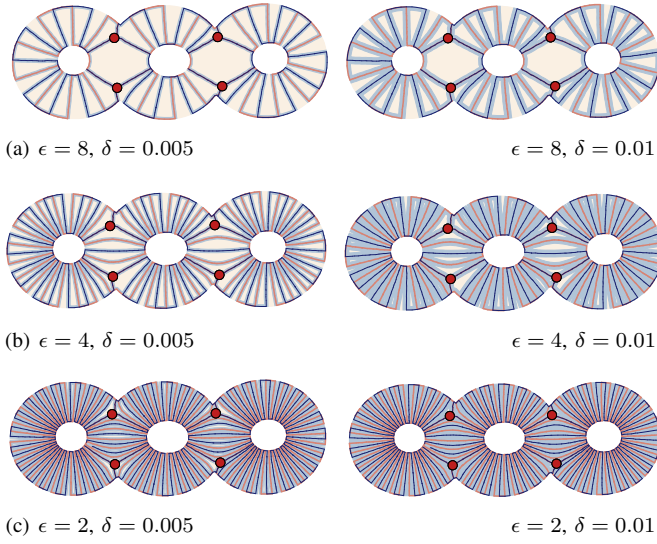 (a) ϵ = 8, δ = 0.005
ϵ = 8, δ = 0.01
(b) ϵ = 4, δ = 0.005
ϵ = 4, δ = 0.01
(c) ϵ = 2, δ = 0.005
ϵ = 2, δ = 0.01